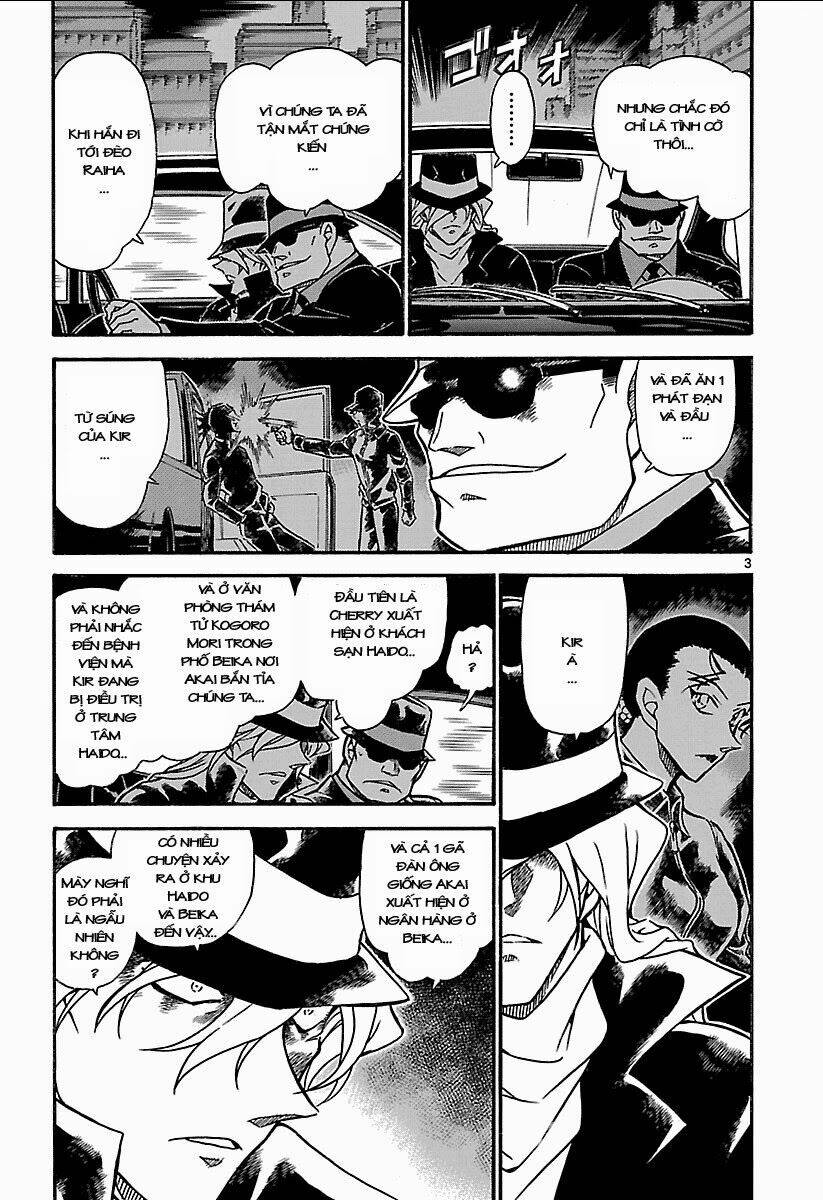 NHƯNG CHẮC ĐÓ
CHỈ LÀ TÌNH CỜ
THÔI...
.......
ゴオオ
VÌ CHÚNG TA ĐÃ
TẬN MẮT CHÚNG
KIẾN
...
KHI HẮN ĐI
TỚI ĐÈO
RAIHA
...
VÀ ĐÃ ĂN 1
PHÁT ĐẠN
VÀ ĐẦU
...
TỪ SÚNG
CỦA KIR
...
3
KIR
À
...
HẢ
?
ĐẦU TIÊN LÀ
CHERRY XUẤT
HIỆN Ở KHÁCH
SẠN HAIDO...
VÀ Ở VĂN
PHÒNG THÁM
TỬ KOGORO
MORI TRONG
PHỐ BEIKA NƠI
AKAI BẮN TỈA
CHÚNG TA...
VÀ KHÔNG
PHẢI NHẮC
ĐẾN BỆNH
VIỆN MÀ
KIR ĐANG
BỊ ĐIỀU TRỊ
Ở TRUNG
TÂM
HAIDO...
VÀ CẢ 1 GÃ
ĐÀN ÔNG
GIỐNG AKAI
XUẤT HIỆN Ở
NGÂN HÀNG Ở
BEIKA...
CÓ NHIỀU
CHUYỆN XẢY
RA Ở KHU
HAIDO
VÀ BEIKA
ĐẾN VẬY...
MÀY NGHĨ
ĐÓ PHẢI
LÀ NGẪU
NHIÊN
KHÔNG
?